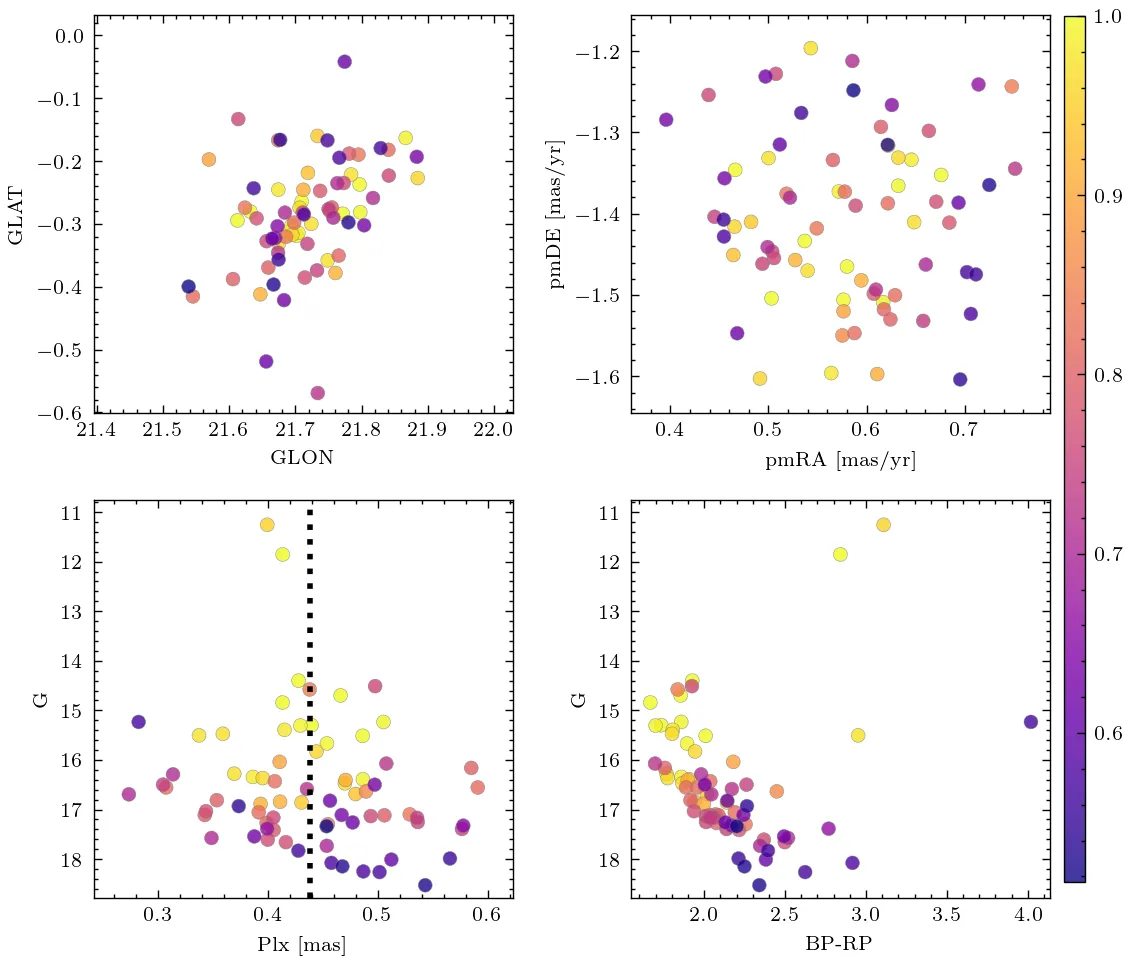 0.0
−0.1
−0.2
−0.3
−0.4
−0.5
−0.6
GLAT
21.4 21.5 21.6 21.7 21.8 21.9 22.0
GLON
−1.2
−1.3
−1.4
−1.5
−1.6
pmDE [mas/yr]
0.4 0.5 0.6 0.7
pmRA [mas/yr]
11
12
13
14
15
16
17
18
G
0.3 0.4 0.5 0.6
Plx [mas]
11
12
13
14
15
16
17
18
G
2.0 2.5 3.0 3.5 4.0
BP-RP
1.0
0.9
0.8
0.7
0.6